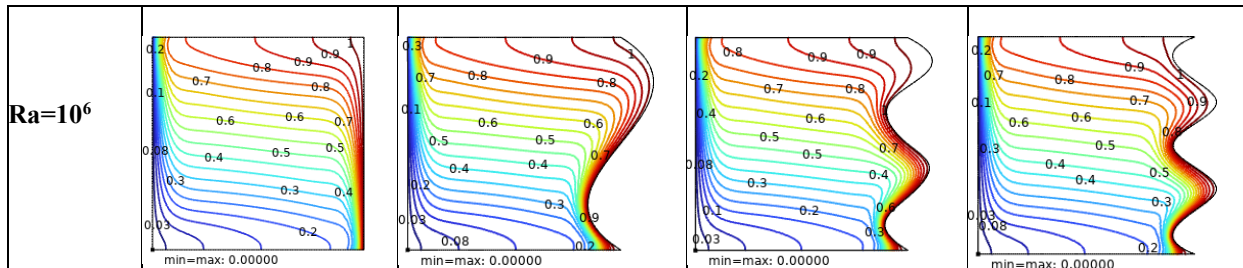 Ra=10⁶
0.2 1 0.9 0.9 0.8 0.7 0.8 0.1 0.6 0.6 0.7 0.08 0.5 0.5 0.4 0.3 0.3 0.4 0.03 0.2
min=max: 0.00000
0.3 1 0.7 0.8 0.8 0.1 0.6 0.6 0.5 0.5 0.7 0.4 0.4 0.2 0.3 0.9 0.08 0.2
min=max: 0.00000
0.9 0.8 0.2 0.7 0.8 0.6 0.6 0.5 0.5 0.7 0.08 0.4 0.3 0.1 0.2 0.6 0.03 0.3
min=max: 0.00000
0.9 0.2 0.8 1 0.7 0.8 0.1 0.9 0.6 0.6 0.5 0.4 0.4 0.5 0.3 0.3 0.03 0.2 0.08 0.1 0.2
min=max: 0.00000